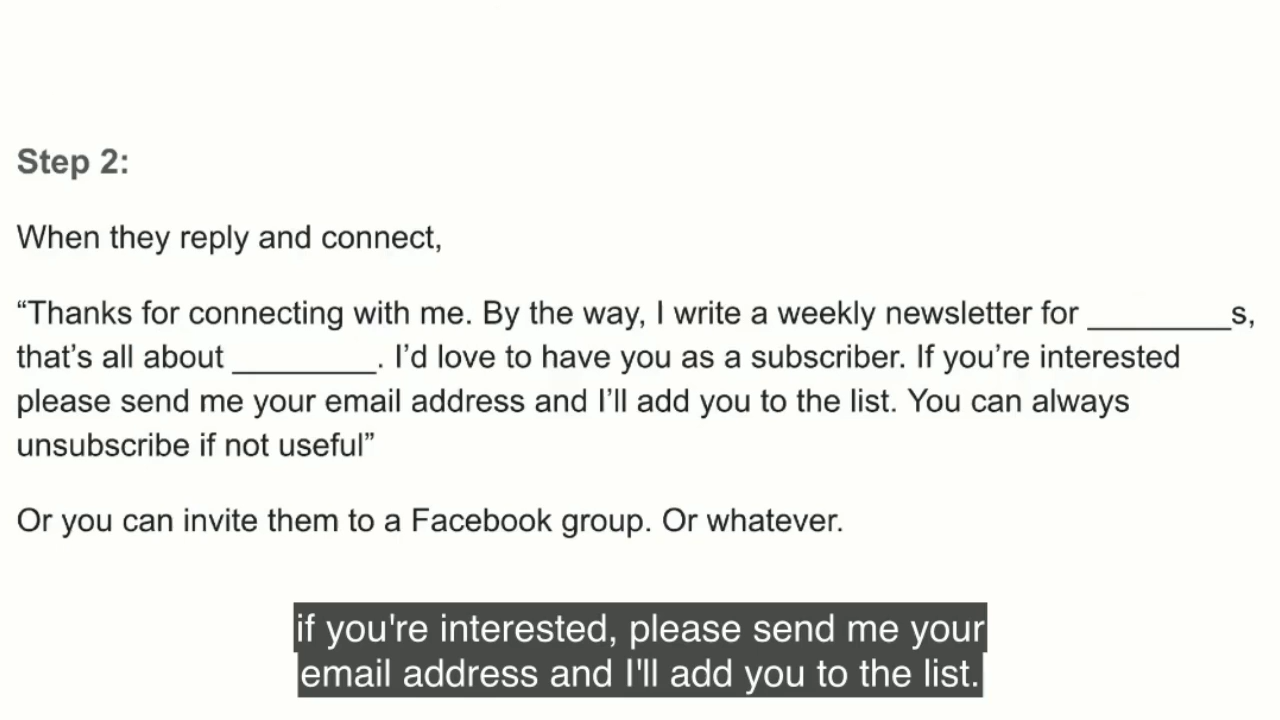 Step 2:
When they reply and connect,
“Thanks for connecting with me. By the way, I write a weekly newsletter for ________s,
that’s all about ________. I’d love to have you as a subscriber. If you’re interested
please send me your email address and I’ll add you to the list. You can always
unsubscribe if not useful”
Or you can invite them to a Facebook group. Or whatever.
if you're interested, please send me your
email address and I'll add you to the list.